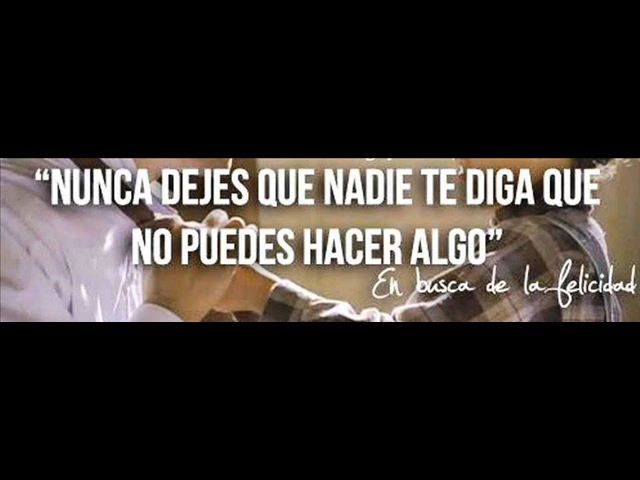 “NUNCA DEJES QUE NADIE TE DIGA QUE
NO PUEDES HACER ALGO”
En busca de la felicidad